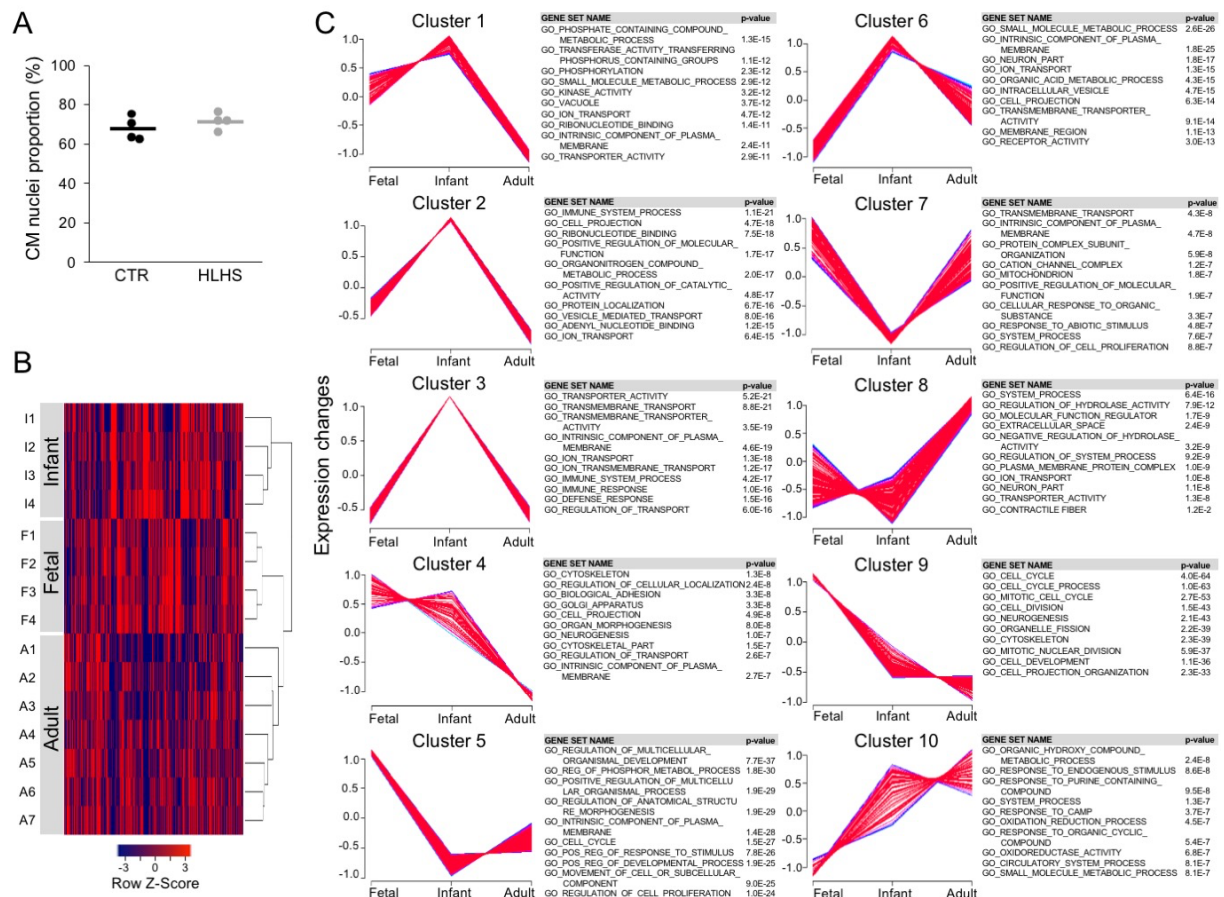 A
CM nuclei proportion (%)
100
80
60
40
20
0
CTR
HLHS
B
Infant
I1
I2
I3
I4
Fetal
F1
F2
F3
F4
Adult
A1
A2
A3
A4
A5
A6
A7
-3 0 3
Row Z-Score
C
Expression changes
Cluster 1
1.0
0.5
0.0
-0.5
-1.0
Fetal Infant Adult
GENE SET NAME p-value
GO_PHOSPHATE_CONTAINING_COMPOUND_
METABOLIC_PROCESS 1.3E-15
GO_TRANSFERASE_ACTIVITY_TRANSFERRING
PHOSPHORUS_CONTAINING_GROUPS 1.1E-12
GO_PHOSPHORYLATION 2.3E-12
GO_SMALL_MOLECULE_METABOLIC_PROCESS 2.9E-12
GO_KINASE_ACTIVITY 3.2E-12
GO_VACUOLE 3.7E-12
GO_ION_TRANSPORT 4.7E-12
GO_RIBONUCLEOTIDE_BINDING 1.4E-11
GO_INTRINSIC_COMPONENT_OF_PLASMA_
MEMBRANE 2.4E-11
GO_TRANSPORTER_ACTIVITY 2.9E-11
Cluster 2
1.0
0.5
0.0
-0.5
Fetal Infant Adult
GENE SET NAME p-value
GO_IMMUNE_SYSTEM_PROCESS 1.1E-21
GO_CELL_PROJECTION 4.7E-18
GO_RIBONUCLEOTIDE_BINDING 7.5E-18
GO_POSITIVE_REGULATION_OF_MOLECULAR_
FUNCTION 1.7E-17
GO_ORGANONITROGEN_COMPOUND_
METABOLIC_PROCESS 2.0E-17
GO_POSITIVE_REGULATION_OF_CATALYTIC_
ACTIVITY 4.8E-17
GO_PROTEIN_LOCALIZATION 6.7E-16
GO_VESICLE_MEDIATED_TRANSPORT 8.0E-16
GO_ADENYL_NUCLEOTIDE_BINDING 1.2E-15
GO_ION_TRANSPORT 6.4E-15
Cluster 3
1.0
0.5
0.0
-0.5
Fetal Infant Adult
GENE SET NAME p-value
GO_TRANSPORTER_ACTIVITY 5.2E-21
GO_TRANSMEMBRANE_TRANSPORT 8.8E-21
GO_TRANSMEMBRANE_TRANSPORTER_
ACTIVITY 3.5E-19
GO_INTRINSIC_COMPONENT_OF_PLASMA_
MEMBRANE 4.6E-19
GO_ION_TRANSPORT 1.3E-18
GO_ION_TRANSMEMBRANE_TRANSPORT 1.2E-17
GO_IMMUNE_SYSTEM_PROCESS 4.2E-17
GO_IMMUNE_RESPONSE 1.0E-16
GO_DEFENSE_RESPONSE 1.5E-16
GO_REGULATION_OF_TRANSPORT 6.0E-16
Cluster 4
1.0
0.5
0.0
-0.5
-1.0
Fetal Infant Adult
GENE SET NAME p-value
GO_CYTOSKELETON 1.3E-8
GO_REGULATION_OF_CELLULAR_LOCALIZATION 2.4E-8
GO_BIOLOGICAL_ADHESION 3.3E-8
GO_GOLGI_APPARATUS 3.3E-8
GO_CELL_PROJECTION 4.9E-8
GO_ORGAN_MORPHOGENESIS 8.0E-8
GO_NEUROGENESIS 1.0E-7
GO_CYTOSKELETAL_PART 1.5E-7
GO_REGULATION_OF_TRANSPORT 2.6E-7
GO_INTRINSIC_COMPONENT_OF_PLASMA_
MEMBRANE 2.7E-7
Cluster 5
1.0
0.5
0.0
-0.5
-1.0
Fetal Infant Adult
GENE SET NAME p-value
GO_REGULATION_OF_MULTICELLULAR_
ORGANISMAL_DEVELOPMENT 7.7E-37
GO_REG_OF_PHOSPHOR_METABOL_PROCESS 1.8E-30
GO_POSITIVE_REGULATION_OF_MULTICELLU
LAR_ORGANISMAL_PROCESS 1.9E-29
GO_REGULATION_OF_ANATOMICAL_STRUCTU
RE_MORPHOGENESIS 1.9E-29
GO_INTRINSIC_COMPONENT_OF_PLASMA_
MEMBRANE 1.4E-28
GO_CELL_CYCLE 1.5E-27
GO_POS_REG_OF_RESPONSE_TO_STIMULUS 7.8E-26
GO_POS_REG_OF_DEVELOPMENTAL_PROCESS 1.9E-25
GO_MOVEMENT_OF_CELL_OR_SUBCELLULAR_
COMPONENT 9.0E-25
GO_REGULATION_OF_CELL_PROLIFERATION 1.0E-24
Cluster 6
1.0
0.5
0.0
-0.5
-1.0
Fetal Infant Adult
GENE SET NAME p-value
GO_SMALL_MOLECULE_METABOLIC_PROCESS 2.6E-26
GO_INTRINSIC_COMPONENT_OF_PLASMA_
MEMBRANE 1.8E-25
GO_NEURON_PART 1.8E-17
GO_ION_TRANSPORT 1.3E-15
GO_ORGANIC_ACID_METABOLIC_PROCESS 4.3E-15
GO_INTRACELLULAR_VESICLE 4.7E-15
GO_CELL_PROJECTION 6.3E-14
GO_TRANSMEMBRANE_TRANSPORTER_
ACTIVITY 9.1E-14
GO_MEMBRANE_REGION 1.1E-13
GO_RECEPTOR_ACTIVITY 3.0E-13
Cluster 7
1.0
0.5
0.0
-0.5
-1.0
Fetal Infant Adult
GENE SET NAME p-value
GO_TRANSMEMBRANE_TRANSPORT 4.3E-8
GO_INTRINSIC_COMPONENT_OF_PLASMA_
MEMBRANE 4.7E-8
GO_PROTEIN_COMPLEX_SUBUNIT_
ORGANIZATION 5.9E-8
GO_CATION_CHANNEL_COMPLEX 1.2E-7
GO_MITOCHONDRION 1.8E-7
GO_POSITIVE_REGULATION_OF_MOLECULAR_
FUNCTION 1.9E-7
GO_CELLULAR_RESPONSE_TO_ORGANIC_
SUBSTANCE 3.3E-7
GO_RESPONSE_TO_ABIOTIC_STIMULUS 4.8E-7
GO_SYSTEM_PROCESS 7.6E-7
GO_REGULATION_OF_CELL_PROLIFERATION 8.8E-7
Cluster 8
1.0
0.5
0.0
-0.5
-1.0
Fetal Infant Adult
GENE SET NAME p-value
GO_SYSTEM_PROCESS 6.4E-16
GO_REGULATION_OF_HYDROLASE_ACTIVITY 7.9E-12
GO_MOLECULAR_FUNCTION_REGULATOR 1.7E-9
GO_EXTRACELLULAR_SPACE 2.4E-9
GO_NEGATIVE_REGULATION_OF_HYDROLASE_
ACTIVITY 3.2E-9
GO_REGULATION_OF_SYSTEM_PROCESS 9.2E-9
GO_PLASMA_MEMBRANE_PROTEIN_COMPLEX 1.0E-9
GO_ION_TRANSPORT 1.0E-8
GO_NEURON_PART 1.1E-8
GO_TRANSPORTER_ACTIVITY 1.3E-8
GO_CONTRACTILE FIBER 1.2E-2
Cluster 9
1.0
0.5
0.0
-0.5
-1.0
Fetal Infant Adult
GENE SET NAME p-value
GO_CELL_CYCLE 4.0E-64
GO_CELL_CYCLE_PROCESS 1.0E-63
GO_MITOTIC_CELL_CYCLE 2.7E-53
GO_CELL_DIVISION 1.5E-43
GO_NEUROGENESIS 2.1E-43
GO_ORGANELLE_FISSION 2.2E-39
GO_CYTOSKELETON 2.3E-39
GO_MITOTIC_NUCLEAR_DIVISION 5.9E-37
GO_CELL_DEVELOPMENT 1.1E-36
GO_CELL_PROJECTION_ORGANIZATION 2.3E-33
Cluster 10
1.0
0.5
0.0
-0.5
-1.0
Fetal Infant Adult
GENE SET NAME p-value
GO_ORGANIC_HYDROXY_COMPOUND_
METABOLIC_PROCESS 2.4E-8
GO_RESPONSE_TO_ENDOGENOUS_STIMULUS 8.6E-8
GO_RESPONSE_TO_PURINE_CONTAINING_
COMPOUND 9.5E-8
GO_SYSTEM_PROCESS 1.3E-7
GO_RESPONSE_TO_CAMP 3.7E-7
GO_OXIDATION_REDUCTION_PROCESS 4.5E-7
GO_RESPONSE_TO_ORGANIC_CYCLIC_
COMPOUND 5.4E-7
GO_OXIDOREDUCTASE_ACTIVITY 6.8E-7
GO_CIRCULATORY_SYSTEM_PROCESS 8.1E-7
GO_SMALL_MOLECULE_METABOLIC_PROCESS 8.1E-7